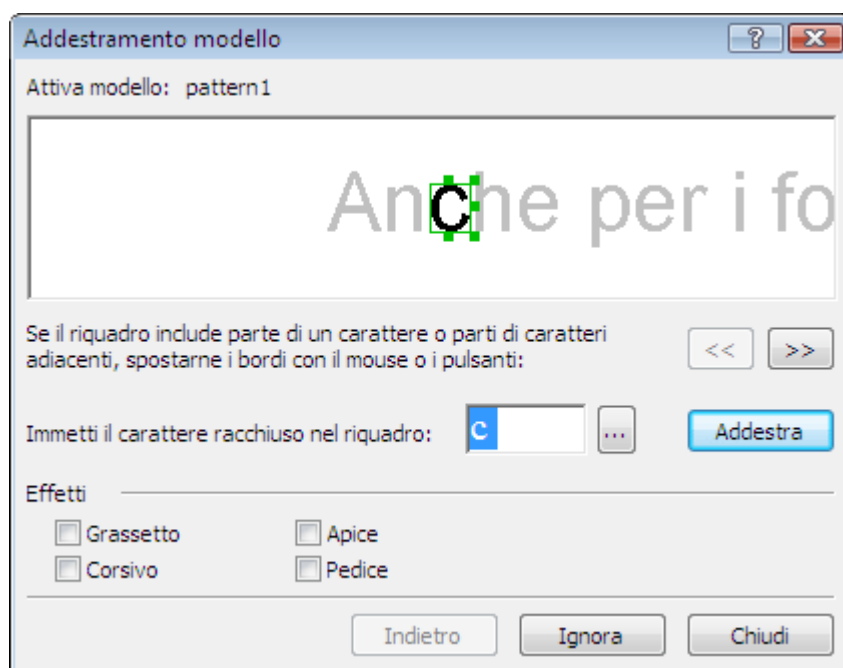 Addestramento modello
Attiva modello: pattern1
Anche per i fo
Se il riquadro include parte di un carattere o parti di caratteri
adiacenti, spostarne i bordi con il mouse o i pulsanti:
<< >>
Immetti il carattere racchiuso nel riquadro: c ... Addestra
Effetti
Grassetto Apice
Corsivo Pedice
Indietro Ignora Chiudi